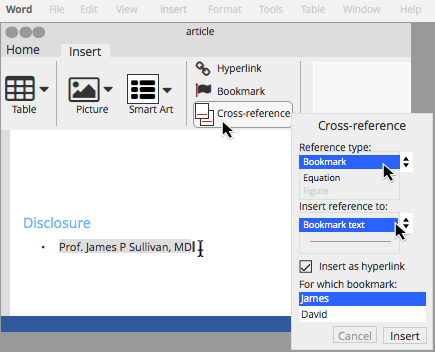 Word File Edit View Insert Format Tools Table Window Help
article
Home Insert
Table
Picture
Smart Art
Hyperlink
Bookmark
Cross-reference
Disclosure
• Prof. James P Sullivan, MD
Cross-reference
Reference type:
Bookmark
Equation
Figure
Insert reference to:
Bookmark text
Insert as hyperlink
For which bookmark:
James
David
Cancel Insert